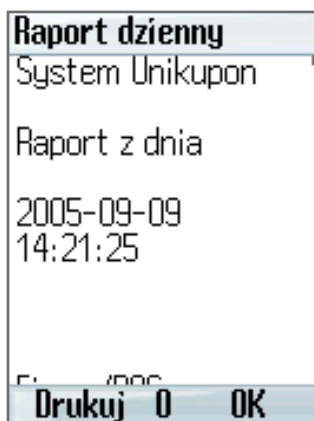 Raport dzienny
System Unikupon
Raport z dnia
2005-09-09
14:21:25
Drukuj 0 OK